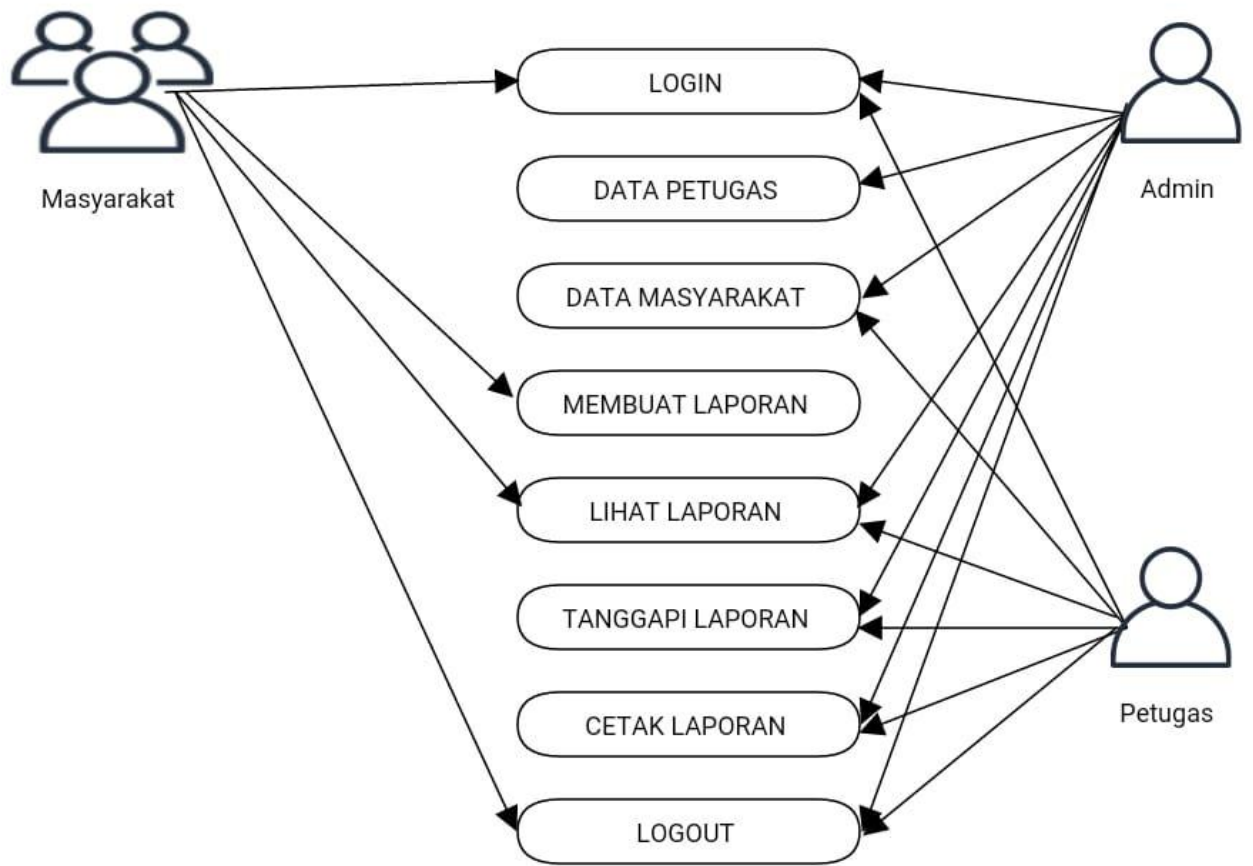 LOGIN
DATA PETUGAS
Masyarakat
Admin
DATA MASYARAKAT
MEMBUAT LAPORAN
LIHAT LAPORAN
TANGGAPI LAPORAN
CETAK LAPORAN
Petugas
LOGOUT